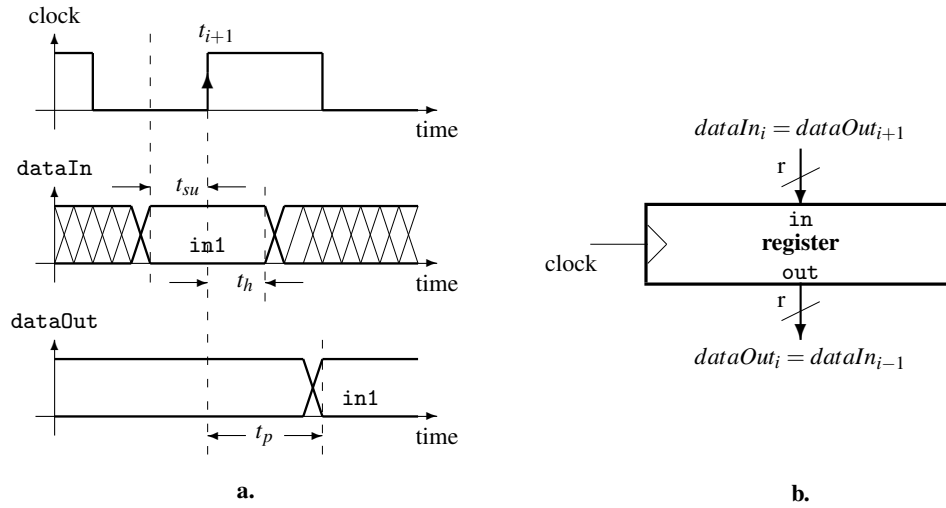 clock
t_{i+1}
time
dataIn
t_{su}
in1
t_h
time
dataOut
in1
t_p
time
a.
dataIn_i = dataOut_{i+1}
r
in
register
clock
out
r
dataOut_i = dataIn_{i−1}
b.